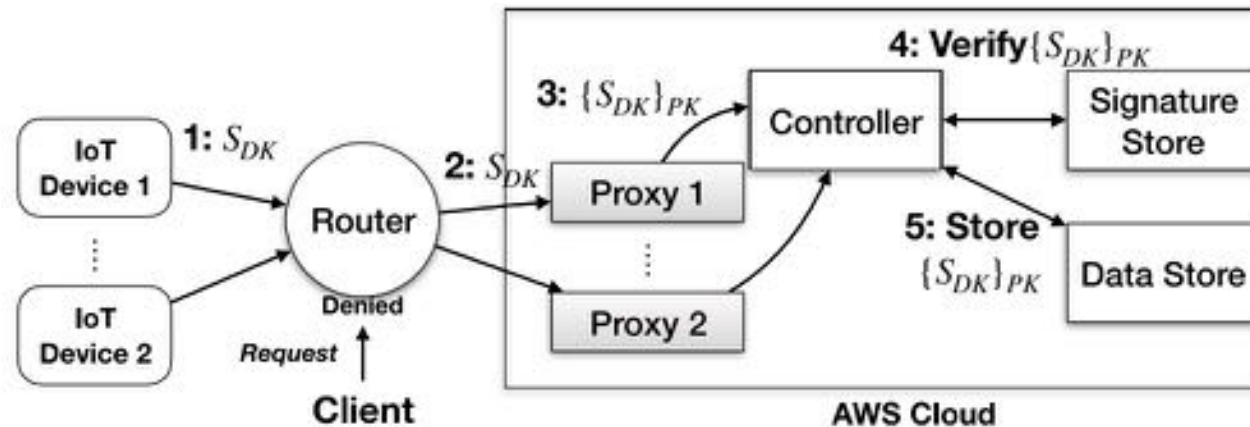 IoT
Device 1
IoT
Device 2
1: S_DK
Router
Denied
Request
Client
2: S_DK
Proxy 1
Proxy 2
3: {S_DK}_PK
Controller
4: Verify{S_DK}_PK
Signature
Store
5: Store
{S_DK}_PK
Data Store
AWS Cloud